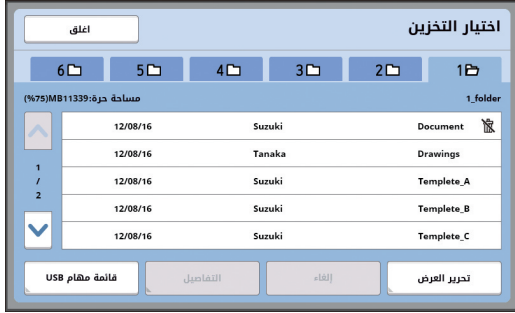 اختيار التخزين
اغلق
1 2 3 4 5 6
1_folder مساحة حرة:MB11339(75%)
Document Suzuki 12/08/16
Drawings Tanaka 12/08/16
Templete_A Suzuki 12/08/16
Templete_B Suzuki 12/08/16
Templete_C Suzuki 12/08/16
1
/
2
تحرير العرض إلغاء التفاصيل قائمة مهام USB